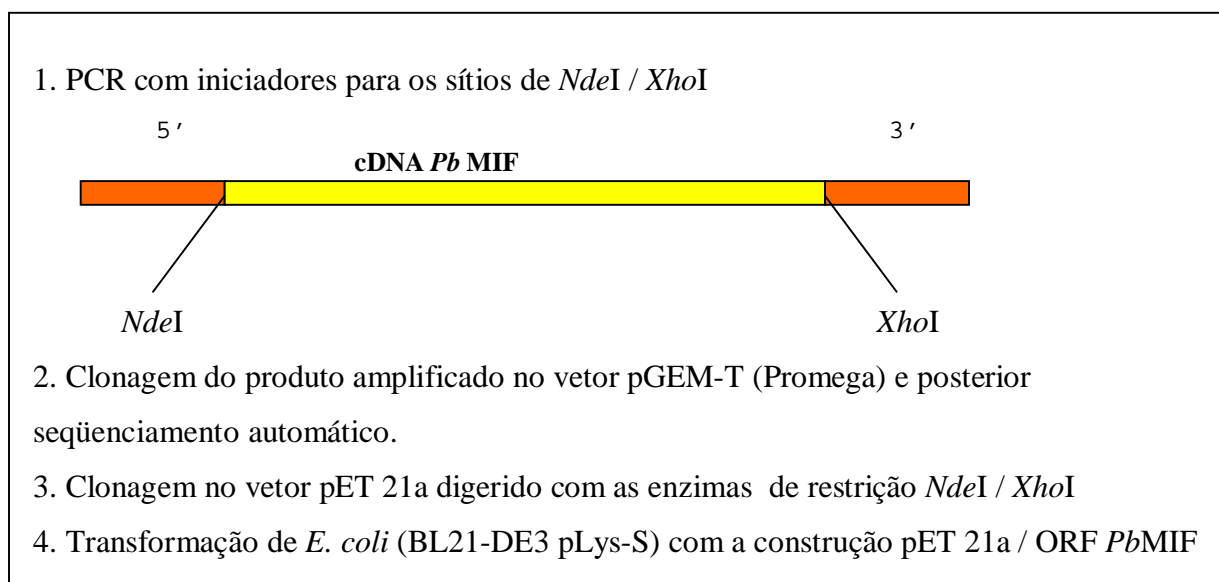 1. PCR com iniciadores para os sítios de NdeI / XhoI
5’ 3’
cDNA Pb MIF
NdeI XhoI
2. Clonagem do produto amplificado no vetor pGEM-T (Promega) e posterior
seqüenciamento automático.
3. Clonagem no vetor pET 21a digerido com as enzimas de restrição NdeI / XhoI
4. Transformação de E. coli (BL21-DE3 pLys-S) com a construção pET 21a / ORF PbMIF